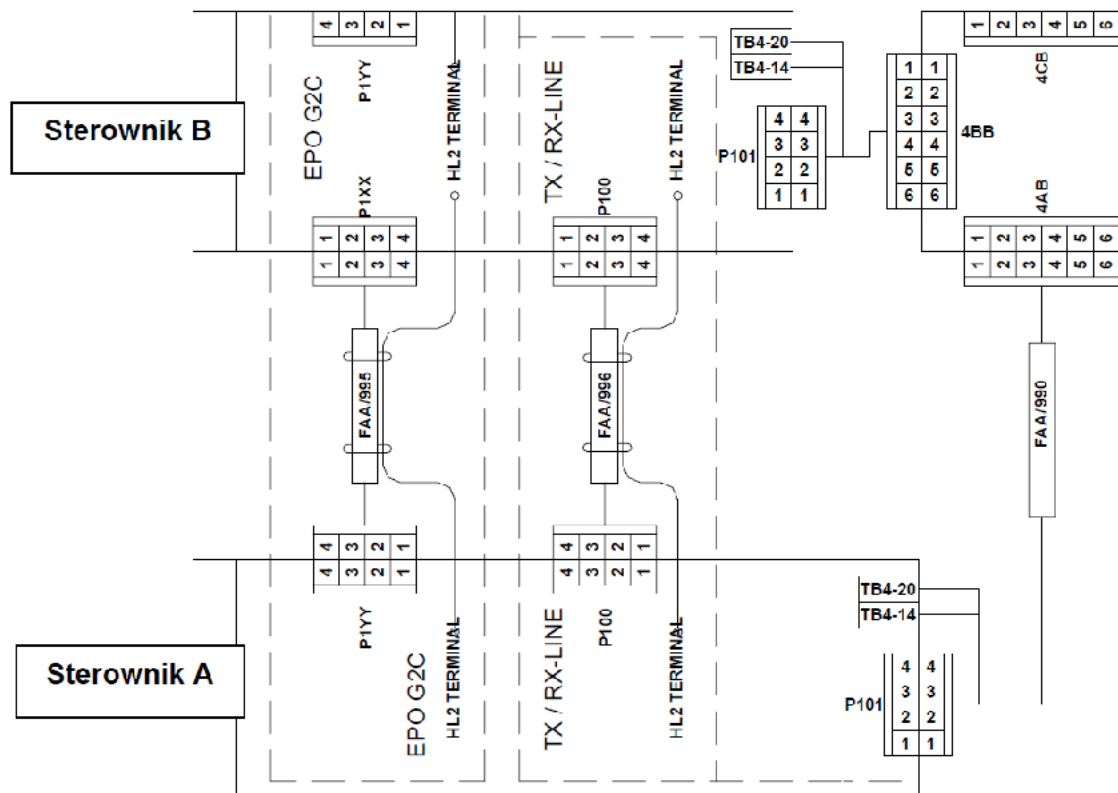 4 3 2 1
P1YY
EPO G2C
HL2 TERMINAL
TX / RX-LINE
HL2 TERMINAL
TB4-20
TB4-14
1 2 3 4 5 6
4CB
Sterownik B
P1XX
P100
P101
4 4
3 3
2 2
1 1
1 1
2 2
3 3
4 4
5 5
6 6
4BB
4AB
1 2 3 4
1 2 3 4
1 2 3 4
1 2 3 4
1 2 3 4 5 6
1 2 3 4 5 6
FAA/995
FAA/996
FAA/990
4 3 2 1
4 3 2 1
4 3 2 1
4 3 2 1
Sterownik A
P1YY
EPO G2C
HL2 TERMINAL
TX / RX-LINE
P100
HL2 TERMINAL
TB4-20
TB4-14
P101
4 4
3 3
2 2
1 1